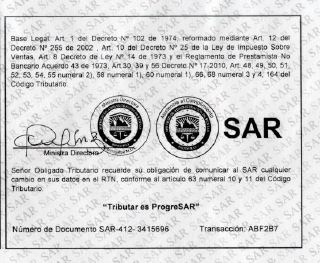 Base Legal: Art. 1 del Decreto N° 102 de 1974, reformado mediante Art. 12 del
Decreto N° 255 de 2002, Art. 10 del Decreto N° 25 de la Ley de Impuesto Sobre
Ventas, Art. 8 Decreto de Ley N° 14 de 1973 y el Reglamento de Prestamista No
Bancario Acuerdo 43 de 1973, Art.30, 39 y 56 Decreto N° 17-2010, Art. 48, 49, 50, 51,
52, 53, 54, 55 numeral 2), 58 numeral 1), 60 numeral 1), 66, 68 numeral 3 y 4, 164 del
Código Tributario.
SAR
Ministra Directora
Señor Obligado Tributario recuerde su obligación de comunicar al SAR cualquier
cambio en sus datos en el RTN, conforme al artículo 63 numeral 10 y 11 del Código
Tributario.
"Tributar es ProgreSAR"
Número de Documento SAR-412- 3415696 Transacción: ABF2B7